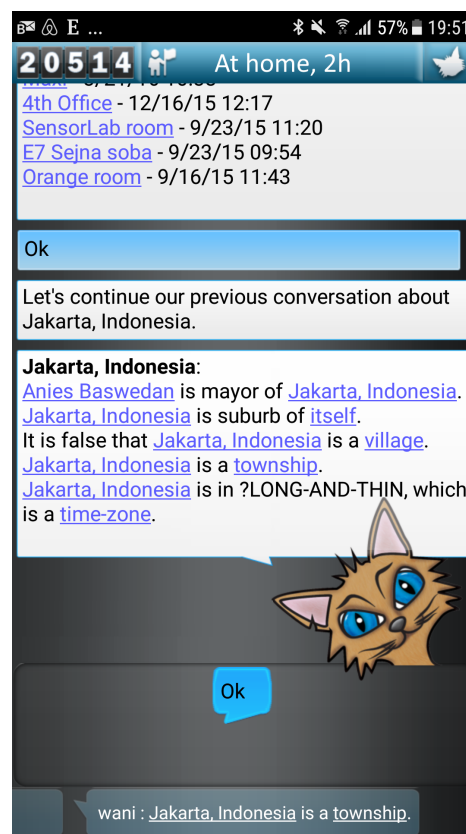 E ... 57% 19:51
20514 At home, 2h
4th Office - 12/16/15 12:17
SensorLab room - 9/23/15 11:20
E7 Sejna soba - 9/23/15 09:54
Orange room - 9/16/15 11:43
Ok
Let's continue our previous conversation about
Jakarta, Indonesia.
Jakarta, Indonesia:
Anies Baswedan is mayor of Jakarta, Indonesia.
Jakarta, Indonesia is suburb of itself.
It is false that Jakarta, Indonesia is a village.
Jakarta, Indonesia is a township.
Jakarta, Indonesia is in ?LONG-AND-THIN, which
is a time-zone.
Ok
wani : Jakarta, Indonesia is a township.